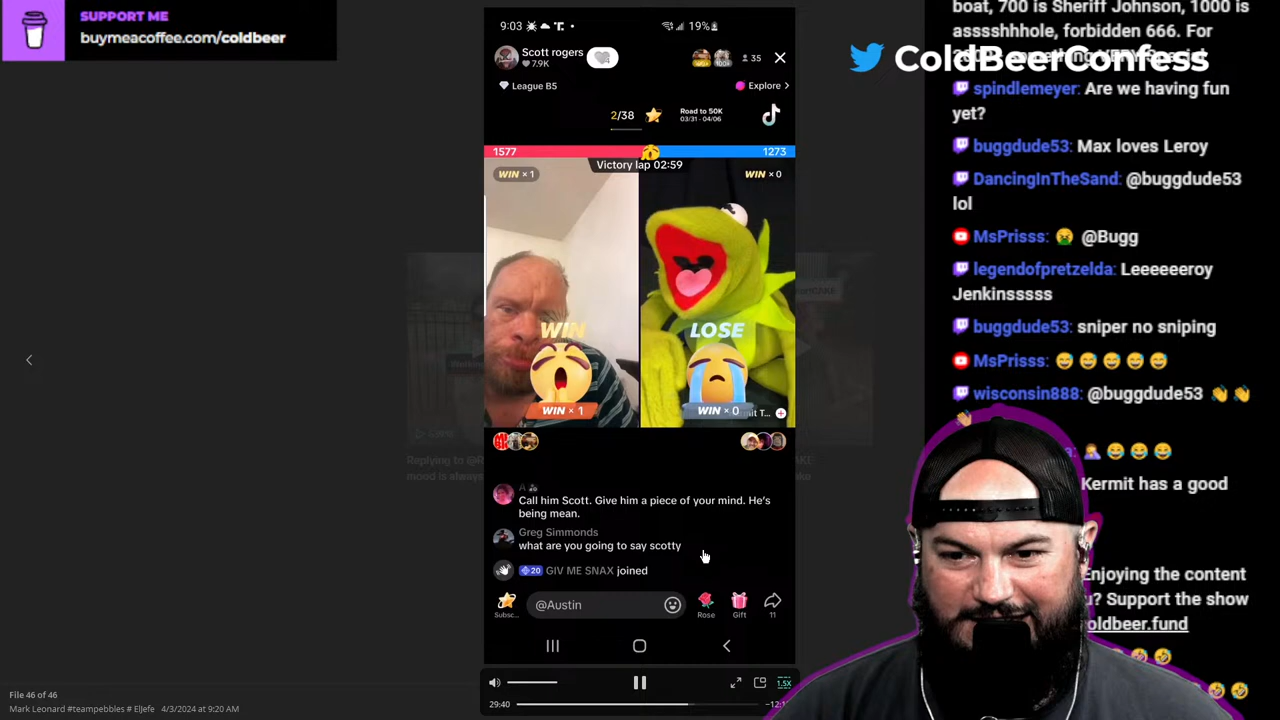 SUPPORT ME
buymeacoffee.com/coldbeer
9:03
19%
Scott rogers
7.9K
35
League B5
Explore >
2/38
Road to 50K
03/31 - 04/06
1577
1273
Victory lap 02:59
WIN × 1
WIN × 0
WIN
LOSE
WIN × 1
WIN × 0
Call him Scott. Give him a piece of your mind. He's
being mean.
Greg Simmonds
what are you going to say scotty
20 GIV ME SNAX joined
@Austin
Subsc...
Rose
Gift
11
29:40
1.5X
File 46 of 46
Mark Leonard #teampebbles # ElJefe
4/3/2024 at 9:20 AM
ColdBeerConfess
boat, 700 is Sheriff Johnson, 1000 is
asssshhhole, forbidden 666. For
spindlemeyer: Are we having fun
yet?
buggdude53: Max loves Leroy
DancingInTheSand: @buggdude53
lol
MsPrisss: 🤮 @Bugg
legendofpretzelda: Leeeeeeroy
Jenkinsssss
buggdude53: sniper no sniping
MsPrisss: 😅 😅 😅 😅 😅
wisconsin888: @buggdude53 👏 👏
Kermit has a good
Enjoying the content
u? Support the show
oldbeer.fund